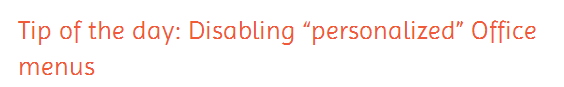 Tip of the day: Disabling “personalized” Office
menus